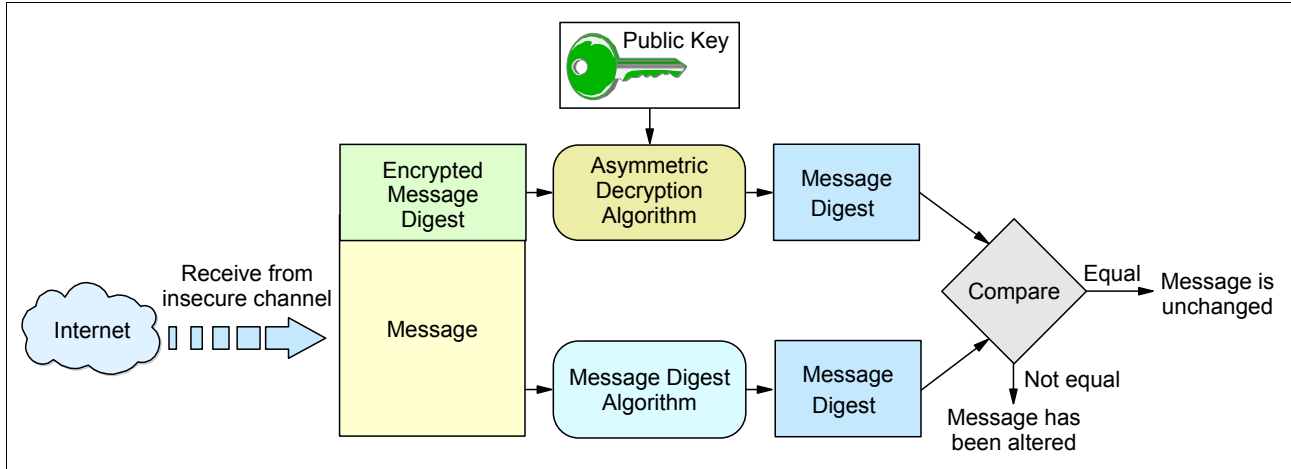 Public Key
Encrypted
Message
Digest
Asymmetric
Decryption
Algorithm
Message
Digest
Receive from
insecure channel
Internet
Message
Compare
Equal
Message is
unchanged
Message Digest
Algorithm
Message
Digest
Not equal
Message has
been altered